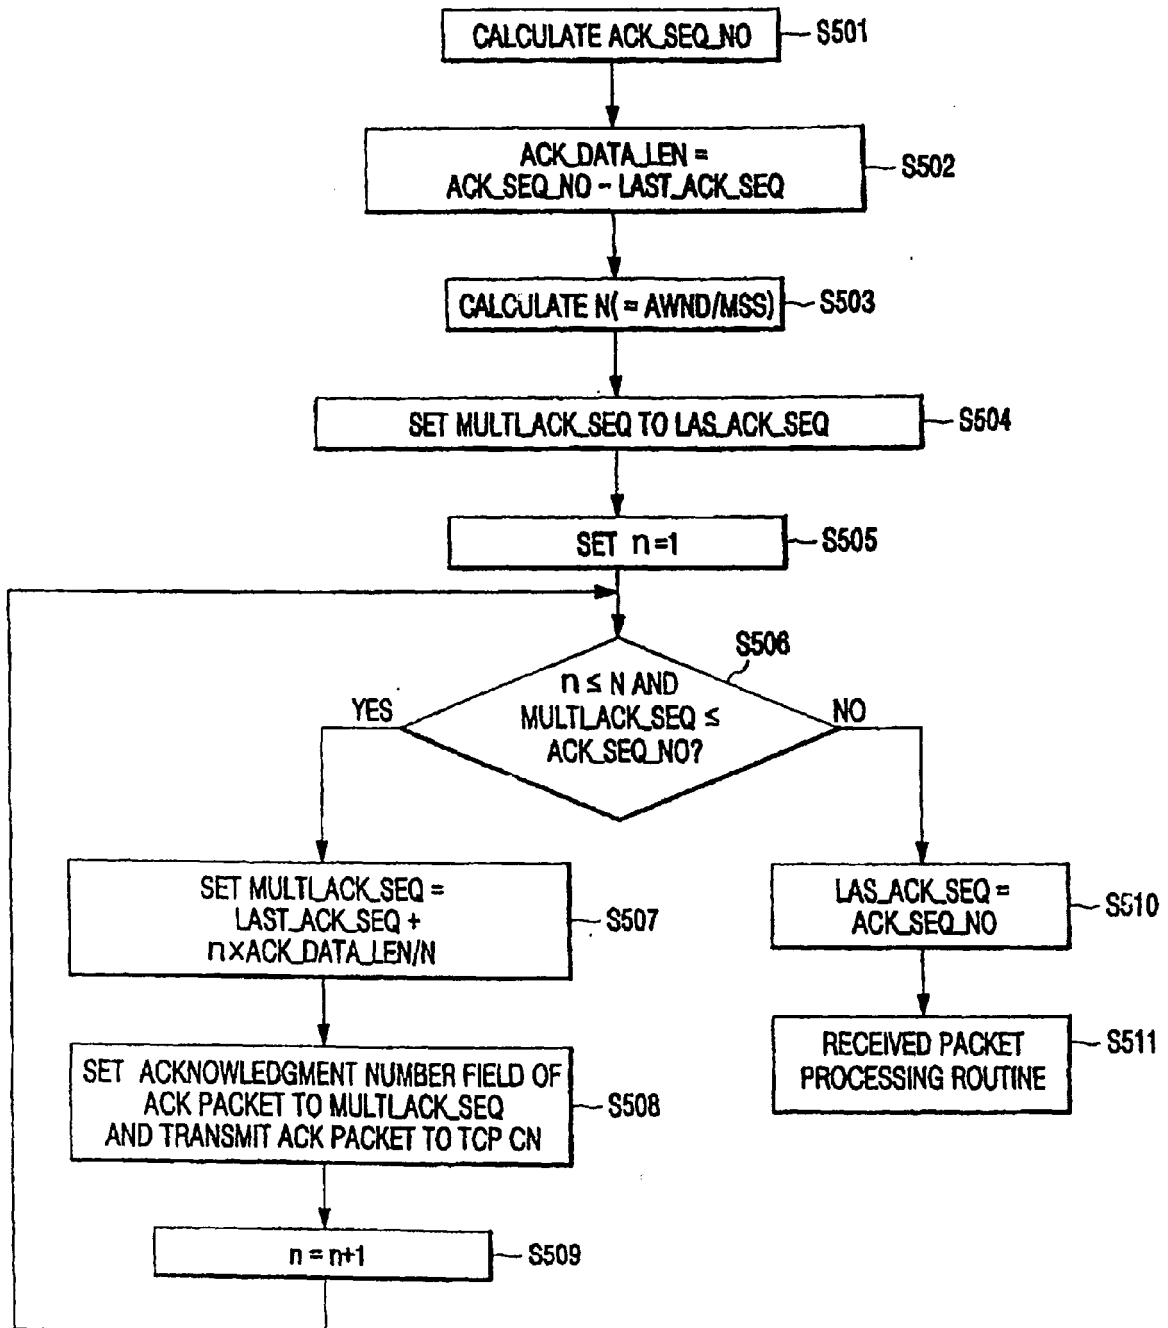 CALCULATE ACK_SEQ_NO
S501
ACK_DATA_LEN =
ACK_SEQ_NO - LAST_ACK_SEQ
S502
CALCULATE N( = AWND/MSS)
S503
SET MULTI_ACK_SEQ TO LAS_ACK_SEQ
S504
SET n=1
S505
S506
n ≤ N AND
MULTI_ACK_SEQ ≤
ACK_SEQ_NO?
YES
NO
SET MULTI_ACK_SEQ =
LAST_ACK_SEQ +
n×ACK_DATA_LEN/N
S507
LAS_ACK_SEQ =
ACK_SEQ_NO
S510
SET ACKNOWLEDGMENT NUMBER FIELD OF
ACK PACKET TO MULTI_ACK_SEQ
AND TRANSMIT ACK PACKET TO TCP CN
S508
RECEIVED PACKET
PROCESSING ROUTINE
S511
n = n+1
S509